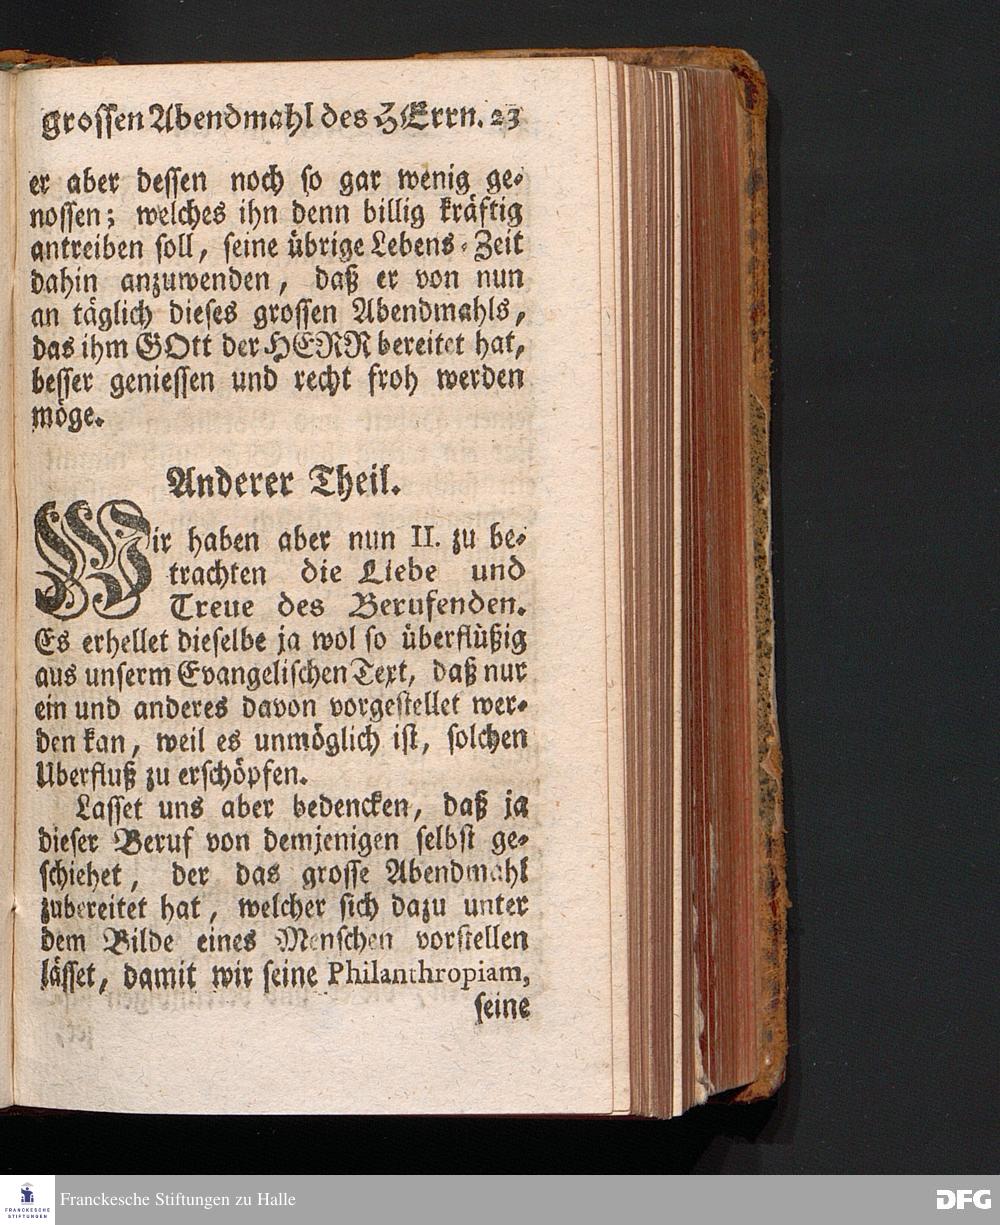 grossen Abendmahl des HErrn. 23
er aber dessen noch so gar wenig ge-
nossen; welches ihn denn billig kräftig
antreiben soll, seine übrige Lebens-Zeit
dahin anzuwenden, daß er von nun
an täglich dieses grossen Abendmahls,
das ihm GOtt der HERR bereitet hat,
besser geniessen und recht froh werden
möge.
Anderer Theil.
Wir haben aber nun II. zu be-
trachten die Liebe und
Treue des Berufenden.
Es erhellet dieselbe ja wol so überflüßig
aus unserm Evangelischen Text, daß nur
ein und anderes davon vorgestellet wer-
den kan, weil es unmöglich ist, solchen
Uberfluß zu erschöpfen.
Lasset uns aber bedencken, daß ja
dieser Beruf von demjenigen selbst ge-
schiehet, der das grosse Abendmahl
zubereitet hat, welcher sich dazu unter
dem Bilde eines Menschen vorstellen
lässet, damit wir seine Philanthropiam,
seine
FRANCKESCHE
STIFTUNGEN
Franckesche Stiftungen zu Halle
DFG